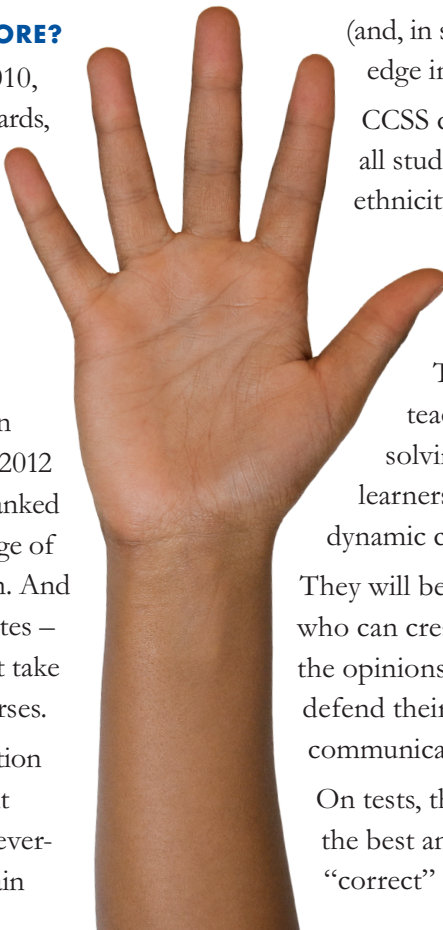 ORE?
010,
ards,
n
2012
anked
ge of
n. And
tes –
t take
rses.
tion
t
ever-
in
(and, in s
edge in
CCSS c
all stud
ethnicit
T
teac
solvin
learners
dynamic c
They will be
who can cre
the opinions
defend their
communica
On tests, th
the best an
“correct”